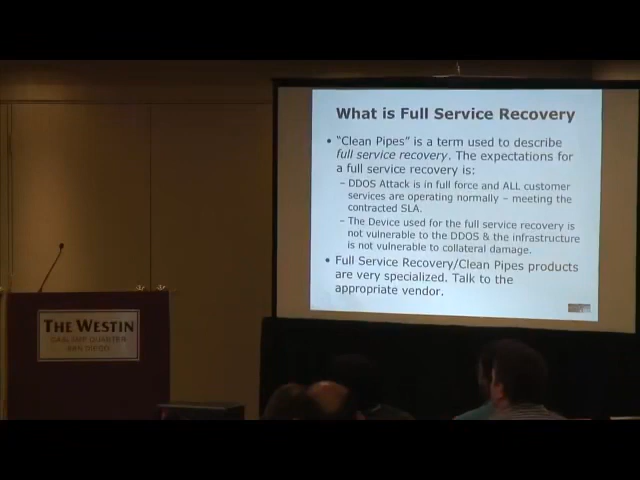 What is Full Service Recovery
• "Clean Pipes" is a term used to describe
full service recovery. The expectations for
a full service recovery is:
– DDOS Attack is in full force and ALL customer
services are operating normally – meeting the
contracted SLA.
– The Device used for the full service recovery is
not vulnerable to the DDOS & the infrastructure
is not vulnerable to collateral damage.
• Full Service Recovery/Clean Pipes products
are very specialized. Talk to the
appropriate vendor.
THE WESTIN
GASLAMP QUARTER
SAN DIEGO